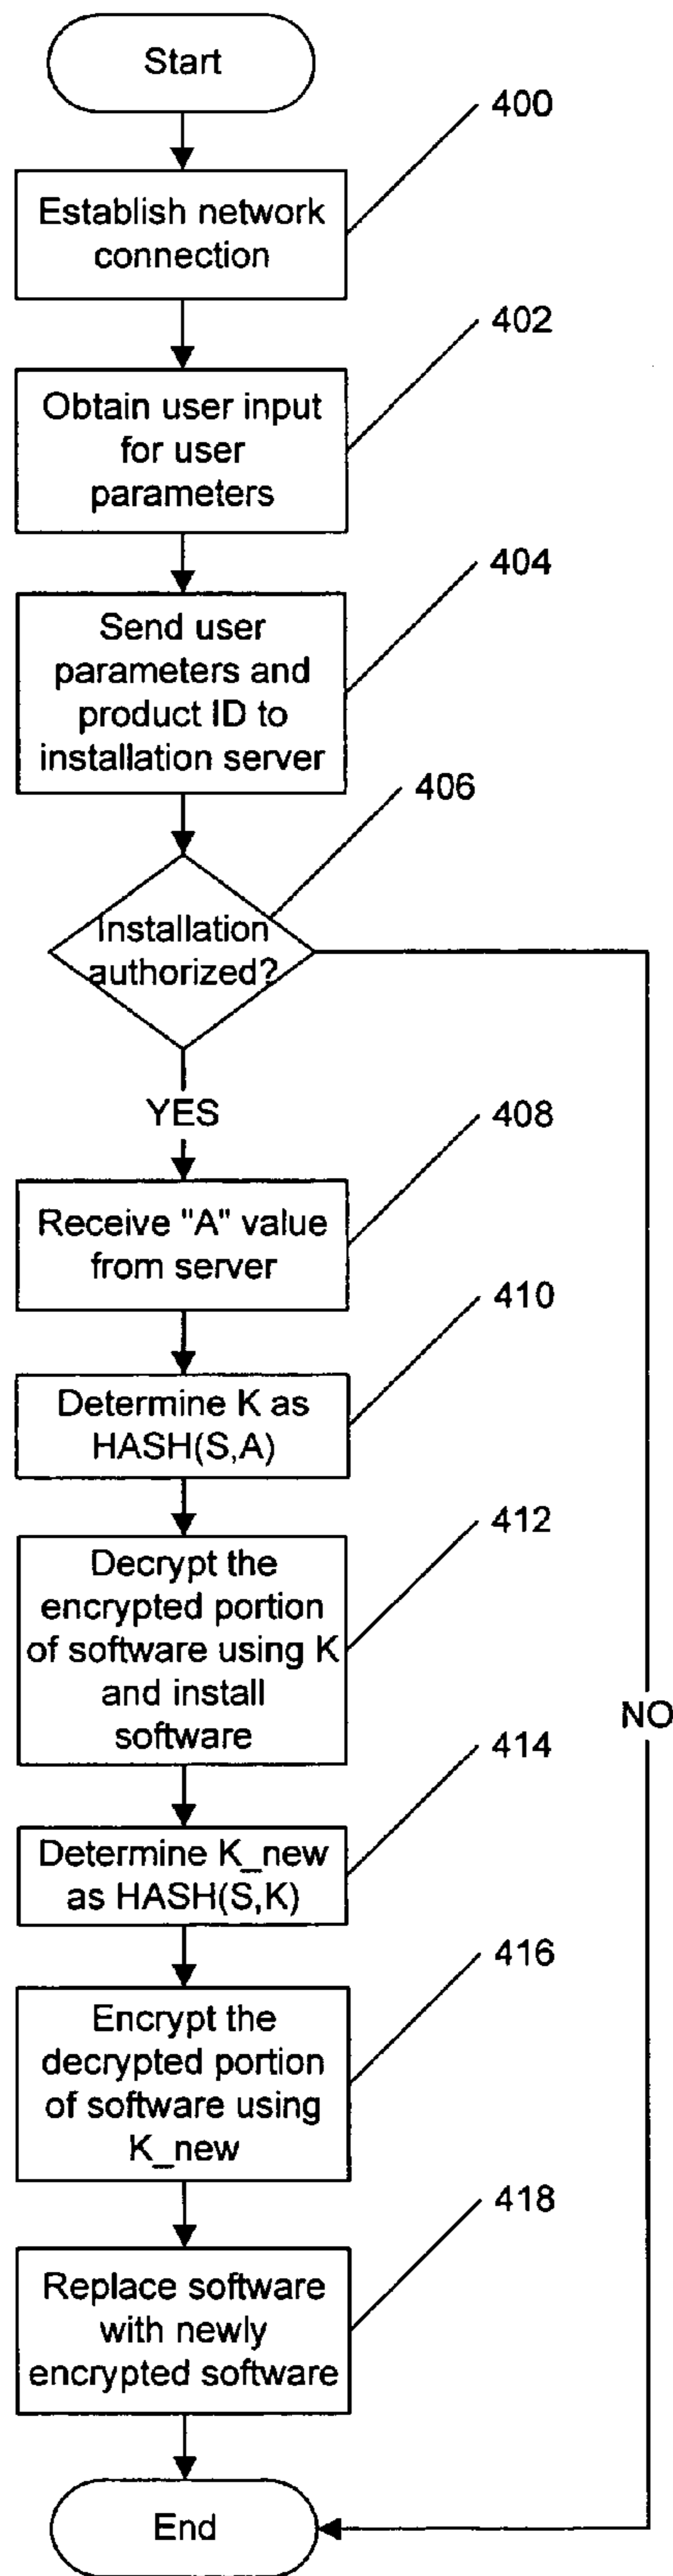 Start
400
Establish network
connection
402
Obtain user input
for user
parameters
404
Send user
parameters and
product ID to
installation server
406
Installation
authorized?
YES
408
Receive "A" value
from server
410
Determine K as
HASH(S,A)
412
Decrypt the
encrypted portion
of software using K
and install
software
NO
414
Determine K_new
as HASH(S,K)
416
Encrypt the
decrypted portion
of software using
K_new
418
Replace software
with newly
encrypted software
End